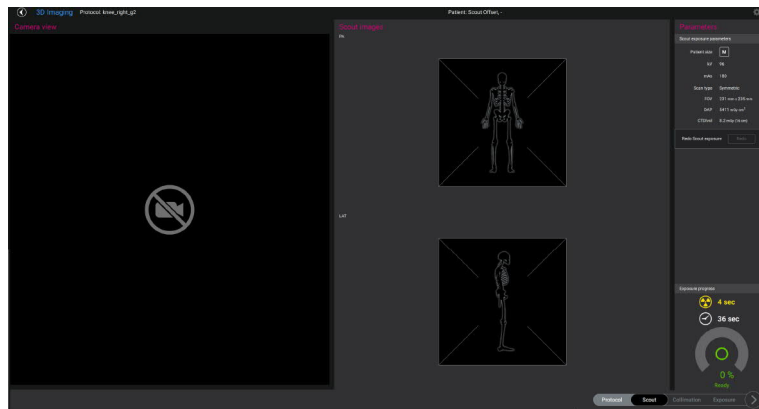 3D Imaging Protocol: knee_right_g2
Patient: Scout Offuer, -
Camera view
Scout images
Parameters
PA
Scout exposure parameters
Patient size M
kV 96
mAs
Scan type Symmetric
FOV
DAP
CTDIvol
Redo Scout exposure Redo
LAT
Exposure progress
4 sec
36 sec
0 %
Ready
Protocol Scout Collimation Exposure